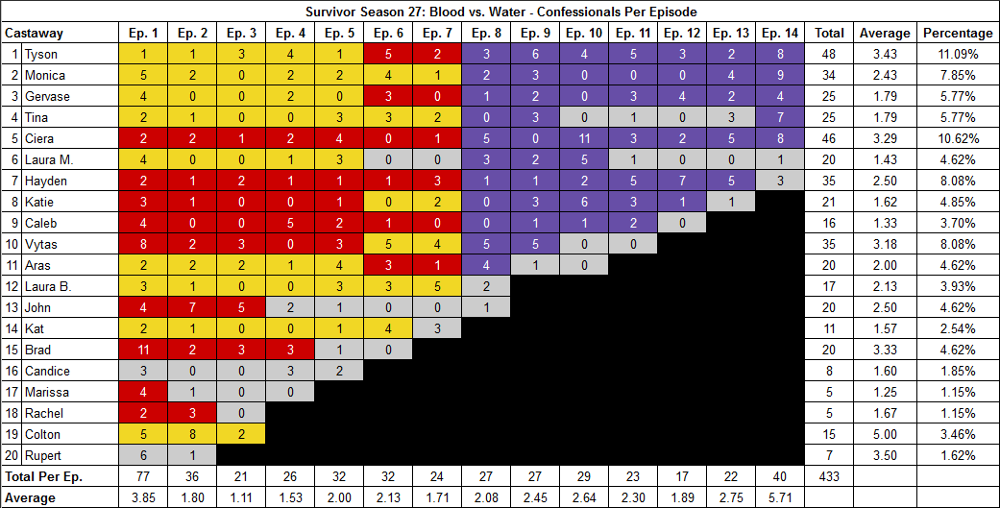 Survivor Season 27: Blood vs. Water - Confessionals Per Episode
Castaway Ep. 1 Ep. 2 Ep. 3 Ep. 4 Ep. 5 Ep. 6 Ep. 7 Ep. 8 Ep. 9 Ep. 10 Ep. 11 Ep. 12 Ep. 13 Ep. 14 Total Average Percentage
1 Tyson 1 1 3 4 1 5 2 3 6 4 5 3 2 8 48 3.43 11.09%
2 Monica 5 2 0 2 2 4 1 2 3 0 0 0 4 9 34 2.43 7.85%
3 Gervase 4 0 0 2 0 3 0 1 2 0 3 4 2 4 25 1.79 5.77%
4 Tina 2 1 0 0 3 3 2 0 3 0 1 0 3 7 25 1.79 5.77%
5 Ciera 2 2 1 2 4 0 1 5 0 11 3 2 5 8 46 3.29 10.62%
6 Laura M. 4 0 0 1 3 0 0 3 2 5 1 0 0 1 20 1.43 4.62%
7 Hayden 2 1 2 1 1 1 3 1 1 2 5 7 5 3 35 2.50 8.08%
8 Katie 3 1 0 0 1 0 2 0 3 6 3 1 1 21 1.62 4.85%
9 Caleb 4 0 0 5 2 1 0 0 1 1 2 0 16 1.33 3.70%
10 Vytas 8 2 3 0 3 5 4 5 5 0 0 35 3.18 8.08%
11 Aras 2 2 2 1 4 3 1 4 1 0 20 2.00 4.62%
12 Laura B. 3 1 0 0 3 3 5 2 17 2.13 3.93%
13 John 4 7 5 2 1 0 0 1 20 2.50 4.62%
14 Kat 2 1 0 0 1 4 3 11 1.57 2.54%
15 Brad 11 2 3 3 1 0 20 3.33 4.62%
16 Candice 3 0 0 3 2 8 1.60 1.85%
17 Marissa 4 1 0 0 5 1.25 1.15%
18 Rachel 2 3 0 5 1.67 1.15%
19 Colton 5 8 2 15 5.00 3.46%
20 Rupert 6 1 7 3.50 1.62%
Total Per Ep. 77 36 21 26 32 32 24 27 27 29 23 17 22 40 433
Average 3.85 1.80 1.11 1.53 2.00 2.13 1.71 2.08 2.45 2.64 2.30 1.89 2.75 5.71